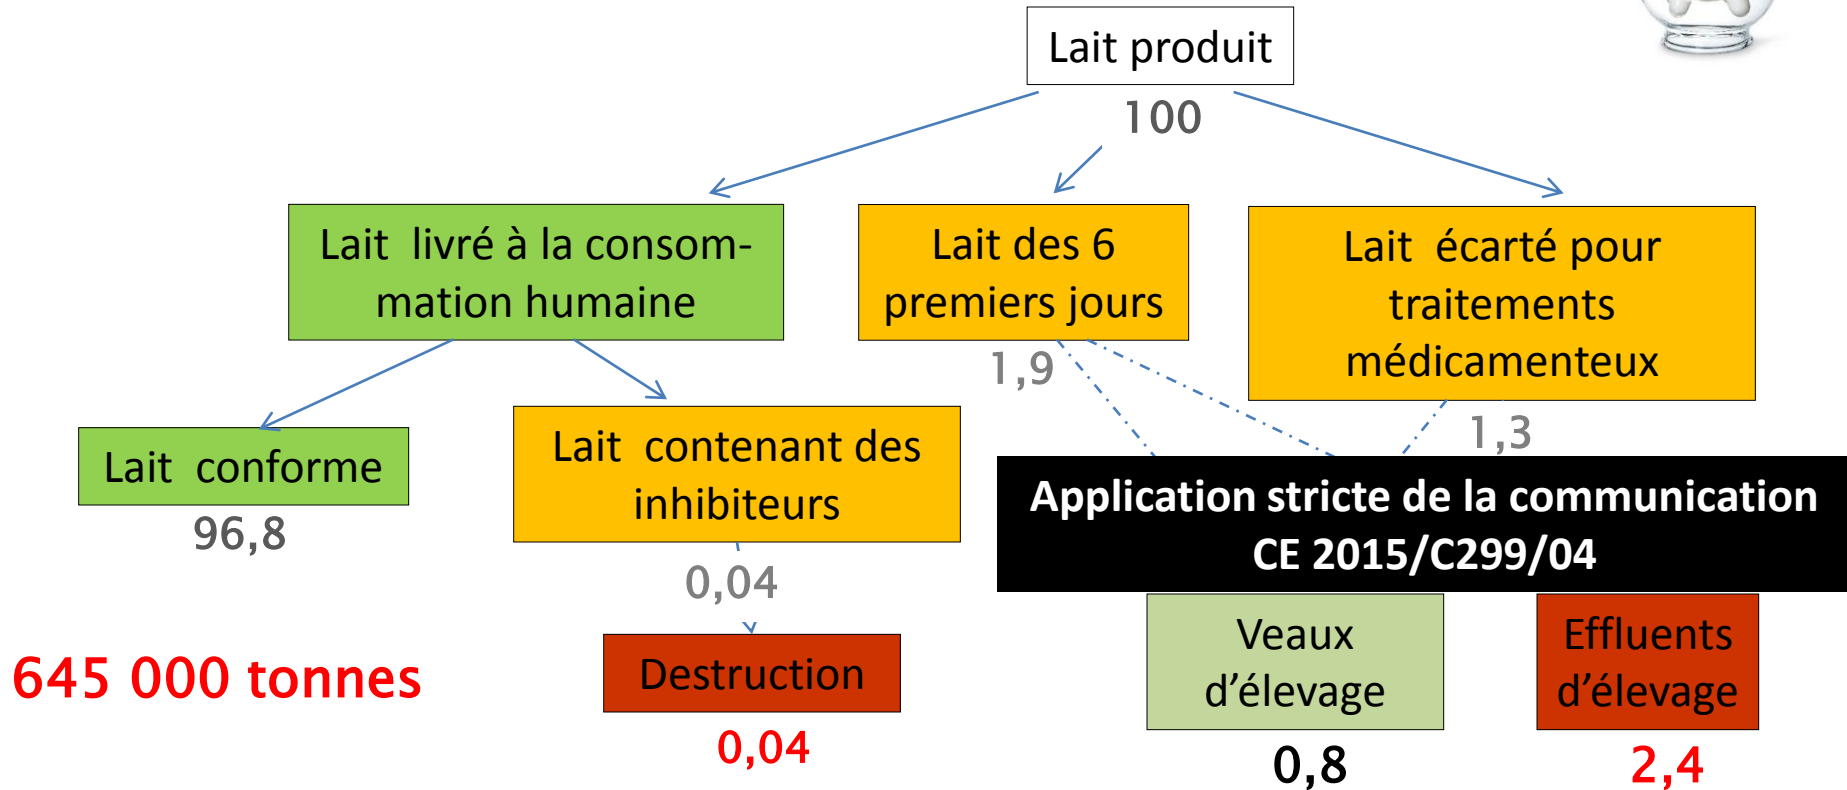 Lait produit
100
Lait livré à la consom-
mation humaine
Lait des 6
premiers jours
1,9
Lait écarté pour
traitements
médicamenteux
1,3
Lait conforme
96,8
Lait contenant des
inhibiteurs
0,04
Application stricte de la communication
CE 2015/C299/04
645 000 tonnes
Destruction
0,04
Veaux
d’élevage
0,8
Effluents
d’élevage
2,4